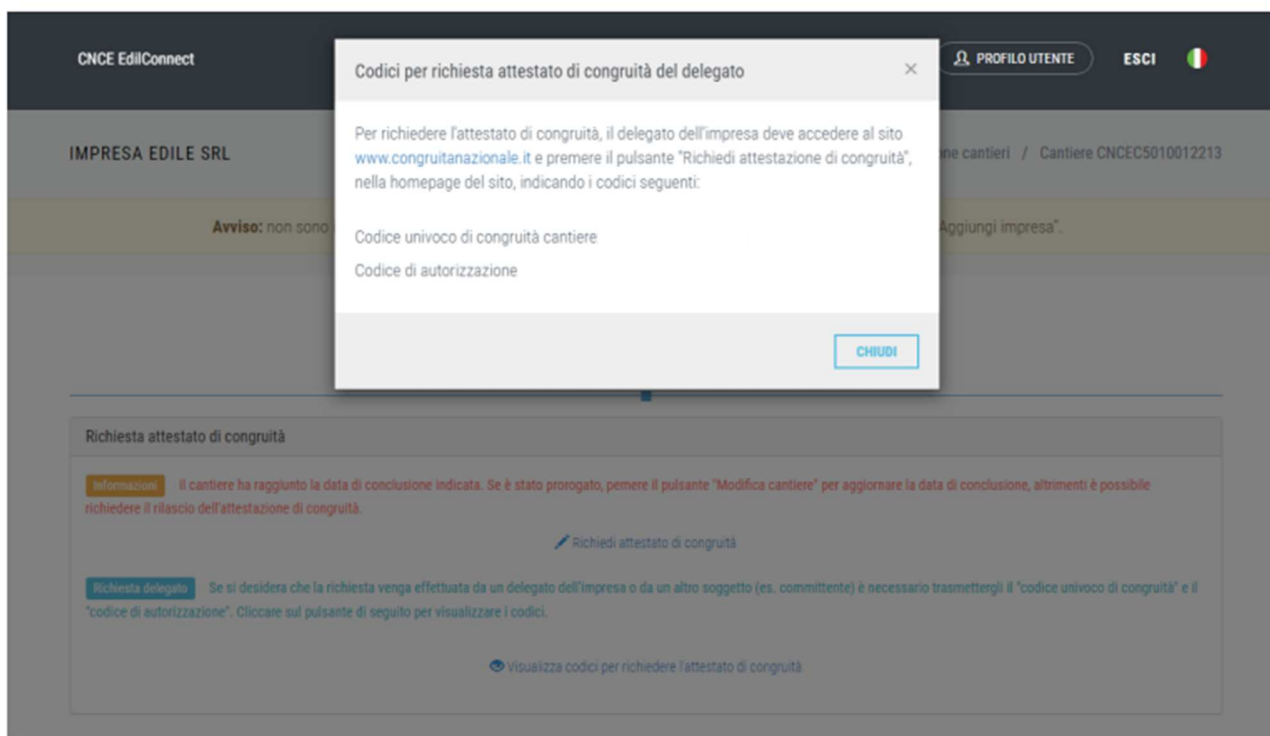 CNCE EdilConnect
PROFILO UTENTE
ESCI
IMPRESA EDILE SRL
one cantieri / Cantiere CNCEC5010012213
Avviso: non sono
Aggiungi impresa".
Codici per richiesta attestato di congruità del delegato
×
Per richiedere l'attestato di congruità, il delegato dell'impresa deve accedere al sito
www.congruitanazionale.it e premere il pulsante "Richiedi attestazione di congruità",
nella homepage del sito, indicando i codici seguenti:
Codice univoco di congruità cantiere
Codice di autorizzazione
CHIUDI
Richiesta attestato di congruità
Informazioni Il cantiere ha raggiunto la data di conclusione indicata. Se è stato prorogato, pemere il pulsante "Modifica cantiere" per aggiornare la data di conclusione, altrimenti è possibile
richiedere il rilascio dell'attestazione di congruità.
Richiedi attestato di congruità
Richiesta delegato Se si desidera che la richiesta venga effettuata da un delegato dell'impresa o da un altro soggetto (es. committente) è necessario trasmettergli il "codice univoco di congruità" e il
"codice di autorizzazione". Cliccare sul pulsante di seguito per visualizzare i codici.
Visualizza codici per richiedere l'attestato di congruità